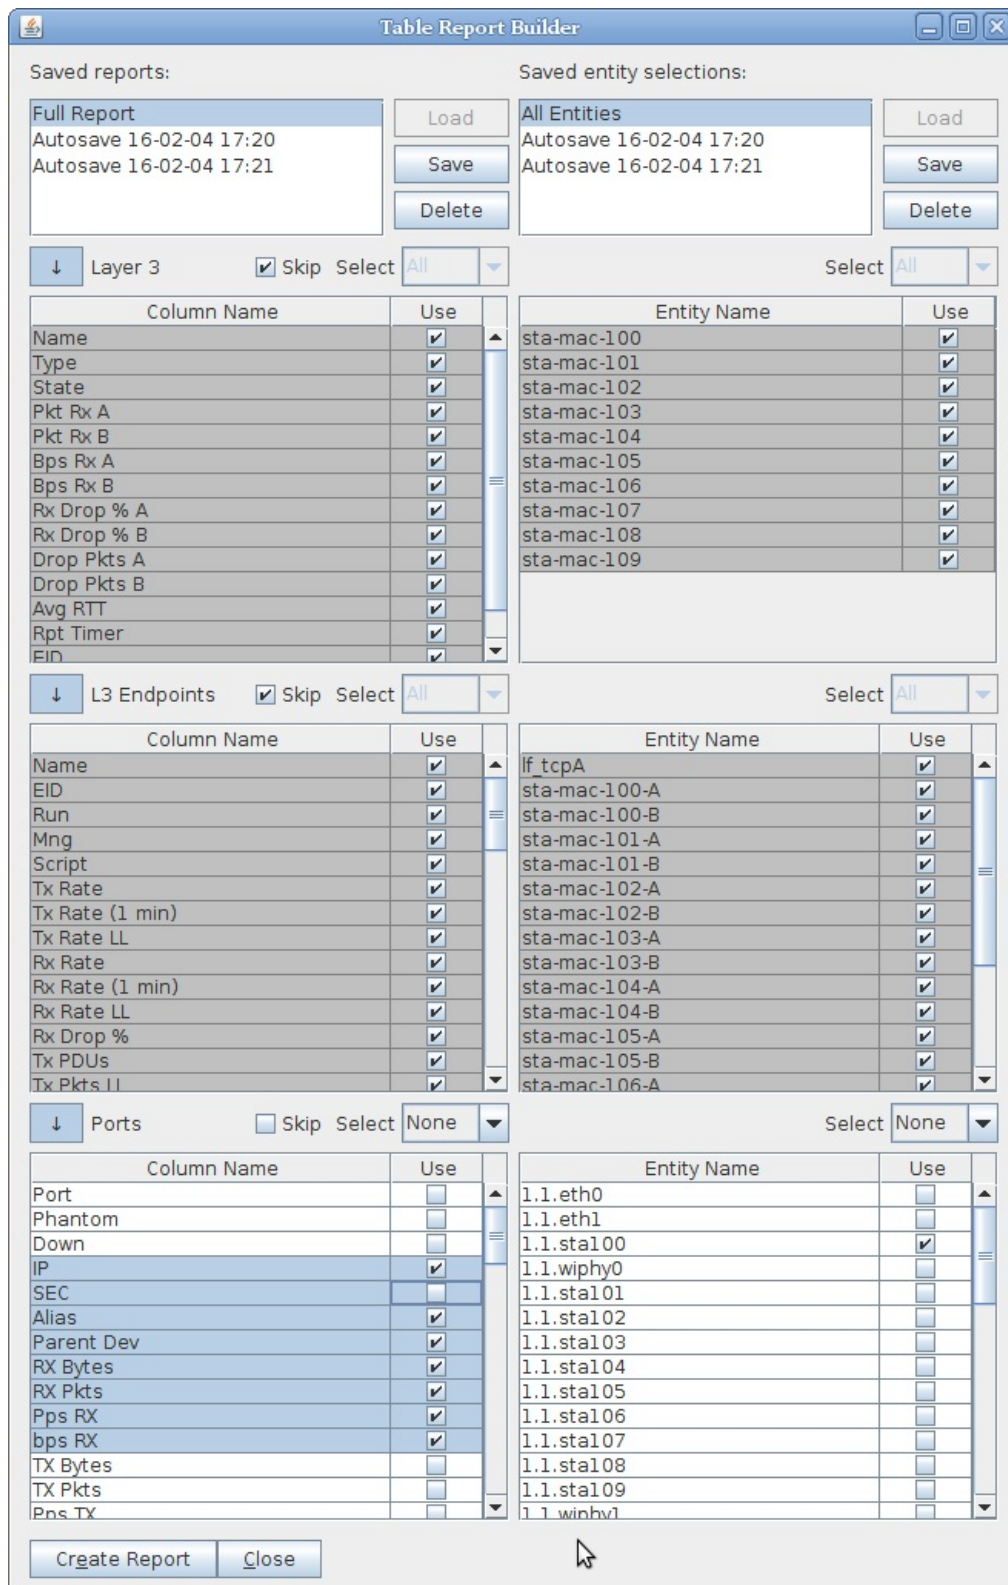 Table Report Builder
Saved reports:
Saved entity selections:
Full Report
Autosave 16-02-04 17:20
Autosave 16-02-04 17:21
Load
Save
Delete
All Entities
Autosave 16-02-04 17:20
Autosave 16-02-04 17:21
Load
Save
Delete
↓ Layer 3 Skip Select All
Select All
Column Name Use
Name
Type
State
Pkt Rx A
Pkt Rx B
Bps Rx A
Bps Rx B
Rx Drop % A
Rx Drop % B
Drop Pkts A
Drop Pkts B
Avg RTT
Rpt Timer
EID
Entity Name Use
sta-mac-100
sta-mac-101
sta-mac-102
sta-mac-103
sta-mac-104
sta-mac-105
sta-mac-106
sta-mac-107
sta-mac-108
sta-mac-109
↓ L3 Endpoints Skip Select All
Select All
Column Name Use
Name
EID
Run
Mng
Script
Tx Rate
Tx Rate (1 min)
Tx Rate LL
Rx Rate
Rx Rate (1 min)
Rx Rate LL
Rx Drop %
Tx PDUs
Tx Pkts LL
Entity Name Use
lf_tcpA
sta-mac-100-A
sta-mac-100-B
sta-mac-101-A
sta-mac-101-B
sta-mac-102-A
sta-mac-102-B
sta-mac-103-A
sta-mac-103-B
sta-mac-104-A
sta-mac-104-B
sta-mac-105-A
sta-mac-105-B
sta-mac-106-A
↓ Ports Skip Select None
Select None
Column Name Use
Port
Phantom
Down
IP
SEC
Alias
Parent Dev
RX Bytes
RX Pkts
Pps RX
bps RX
TX Bytes
TX Pkts
Pps TX
Entity Name Use
1.1.eth0
1.1.eth1
1.1.sta100
1.1.wiphy0
1.1.sta101
1.1.sta102
1.1.sta103
1.1.sta104
1.1.sta105
1.1.sta106
1.1.sta107
1.1.sta108
1.1.sta109
1.1.wiphy1
Create Report
Close